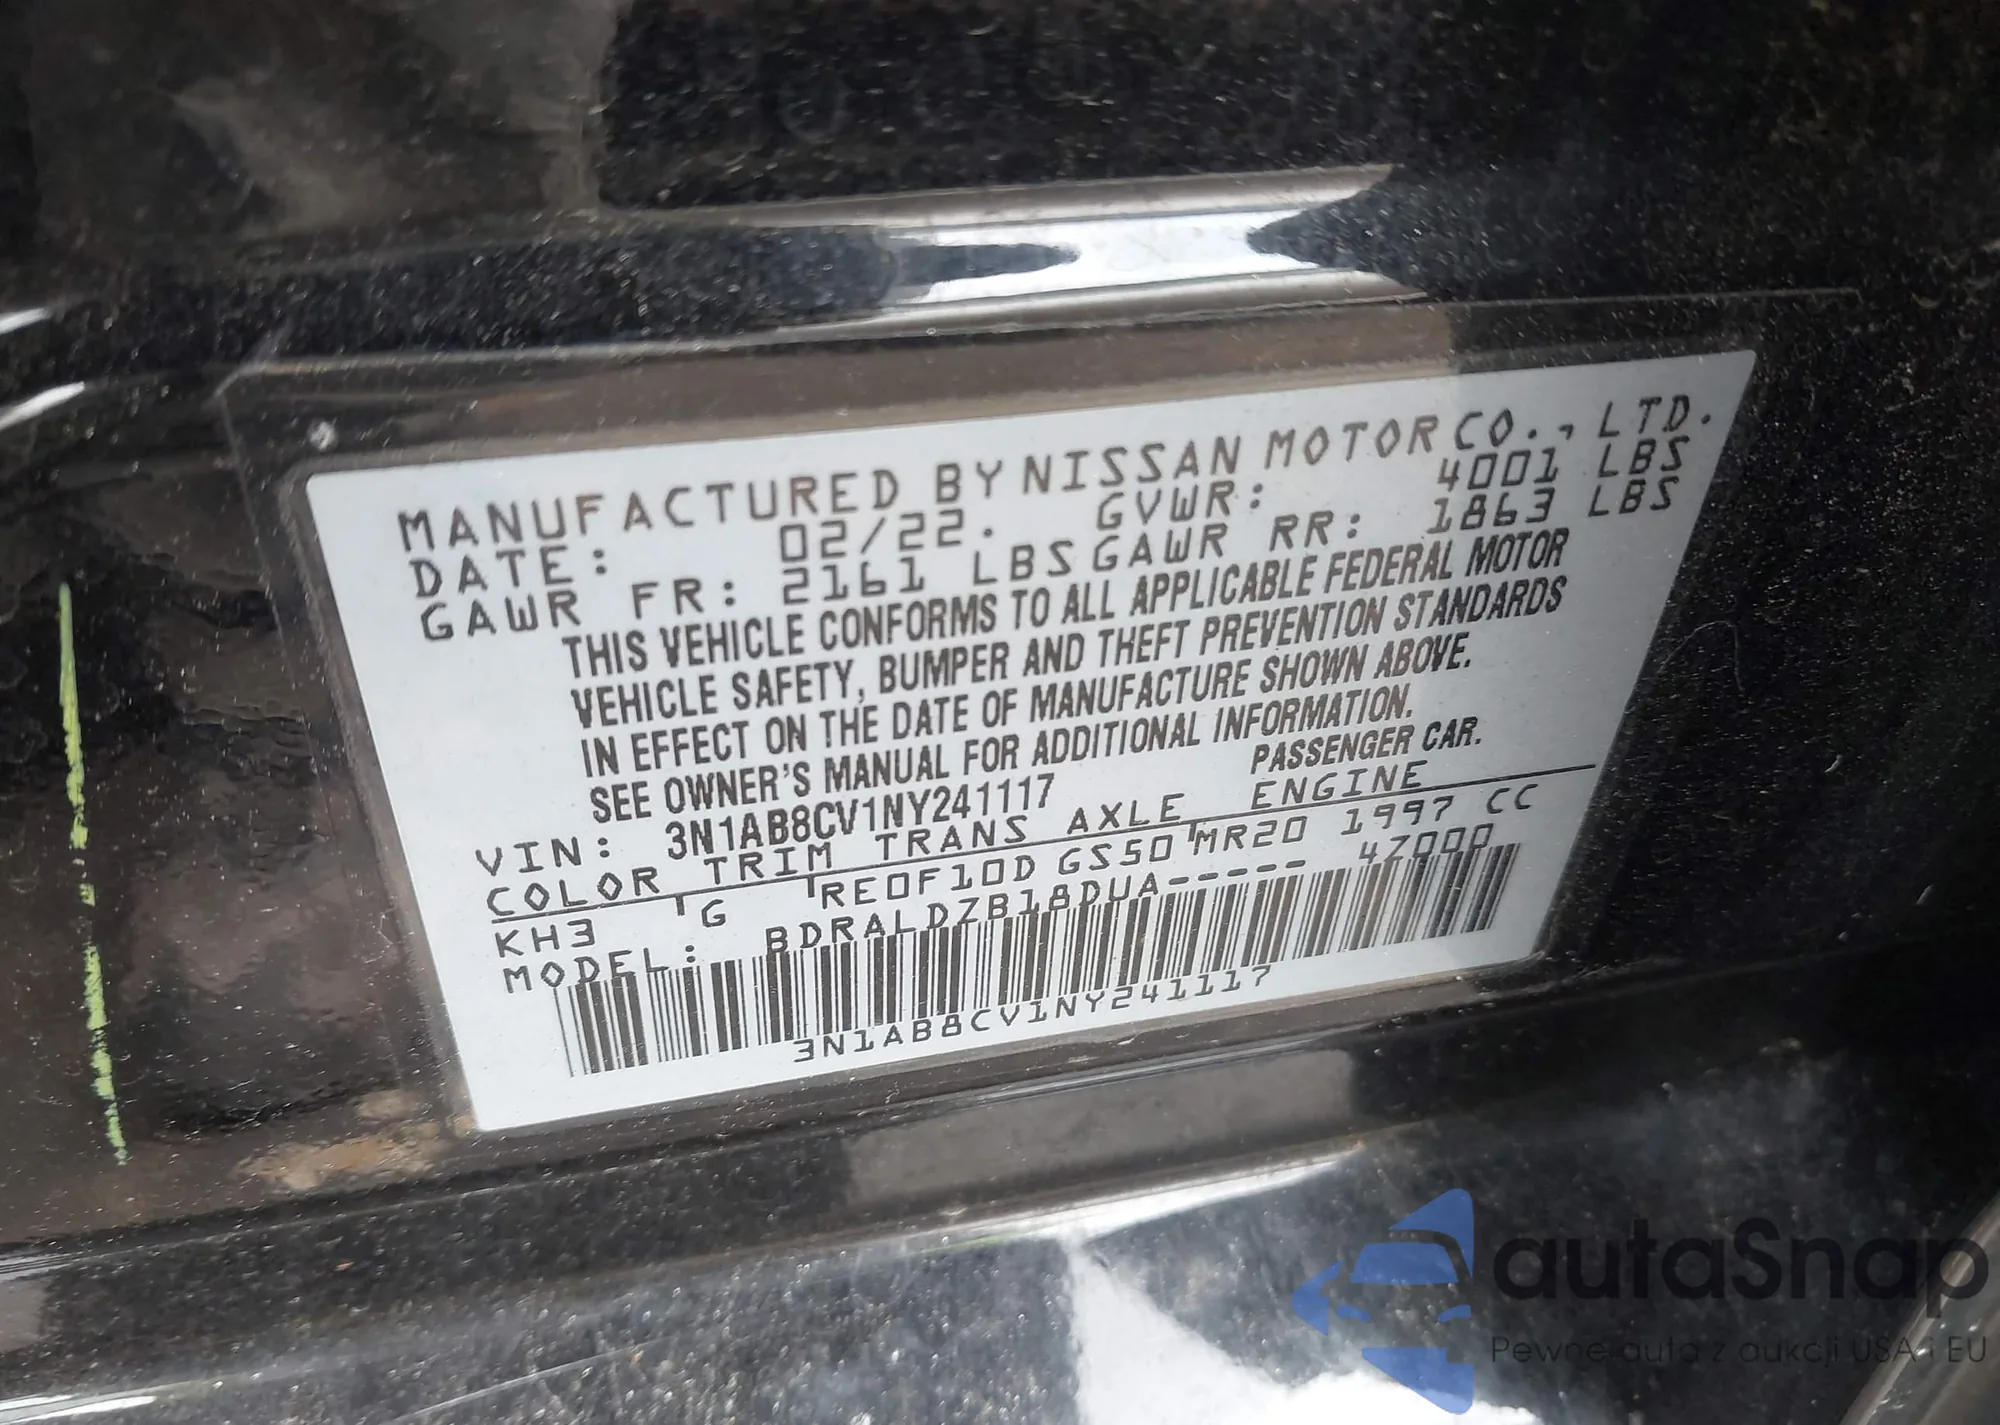 MANUFACTURED BY NISSAN MOTOR CO., LTD.
DATE: 02/22. GVWR: 4001 LBS
GAWR FR: 2161 LBS GAWR RR: 1863 LBS
THIS VEHICLE CONFORMS TO ALL APPLICABLE FEDERAL MOTOR
VEHICLE SAFETY, BUMPER AND THEFT PREVENTION STANDARDS
IN EFFECT ON THE DATE OF MANUFACTURE SHOWN ABOVE.
SEE OWNER'S MANUAL FOR ADDITIONAL INFORMATION.
VIN: 3N1AB8CV1NY241117 PASSENGER CAR.
COLOR TRIM TRANS AXLE ENGINE
KH3 G RE0F10D GS50 MR20 1997 CC
MODEL: BDRALDZB18DUA----- 47000
3N1AB8CV1NY241117
autaSnap
Pewne auta z aukcji USA i EU